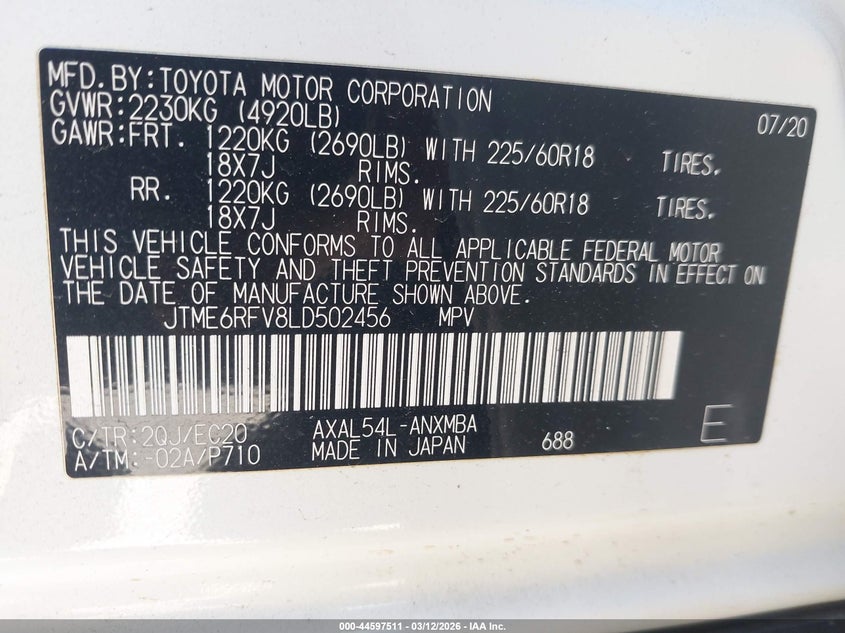 MFD.BY:TOYOTA MOTOR CORPORATION 07/20
GVWR:2230KG (4920LB)
GAWR:FRT. 1220KG (2690LB) WITH 225/60R18 TIRES.
18X7J RIMS.
RR. 1220KG (2690LB) WITH 225/60R18 TIRES.
18X7J RIMS.
THIS VEHICLE CONFORMS TO ALL APPLICABLE FEDERAL MOTOR
VEHICLE SAFETY AND THEFT PREVENTION STANDARDS IN EFFECT ON
THE DATE OF MANUFACTURE SHOWN ABOVE.
JTME6RFV8LD502456 MPV
C/TR:2QJ/EC20 AXAL54L-ANXMBA
A/TM:-02A/P710 MADE IN JAPAN 688 E
000-44597511 - 03/12/2026 - IAA Inc.